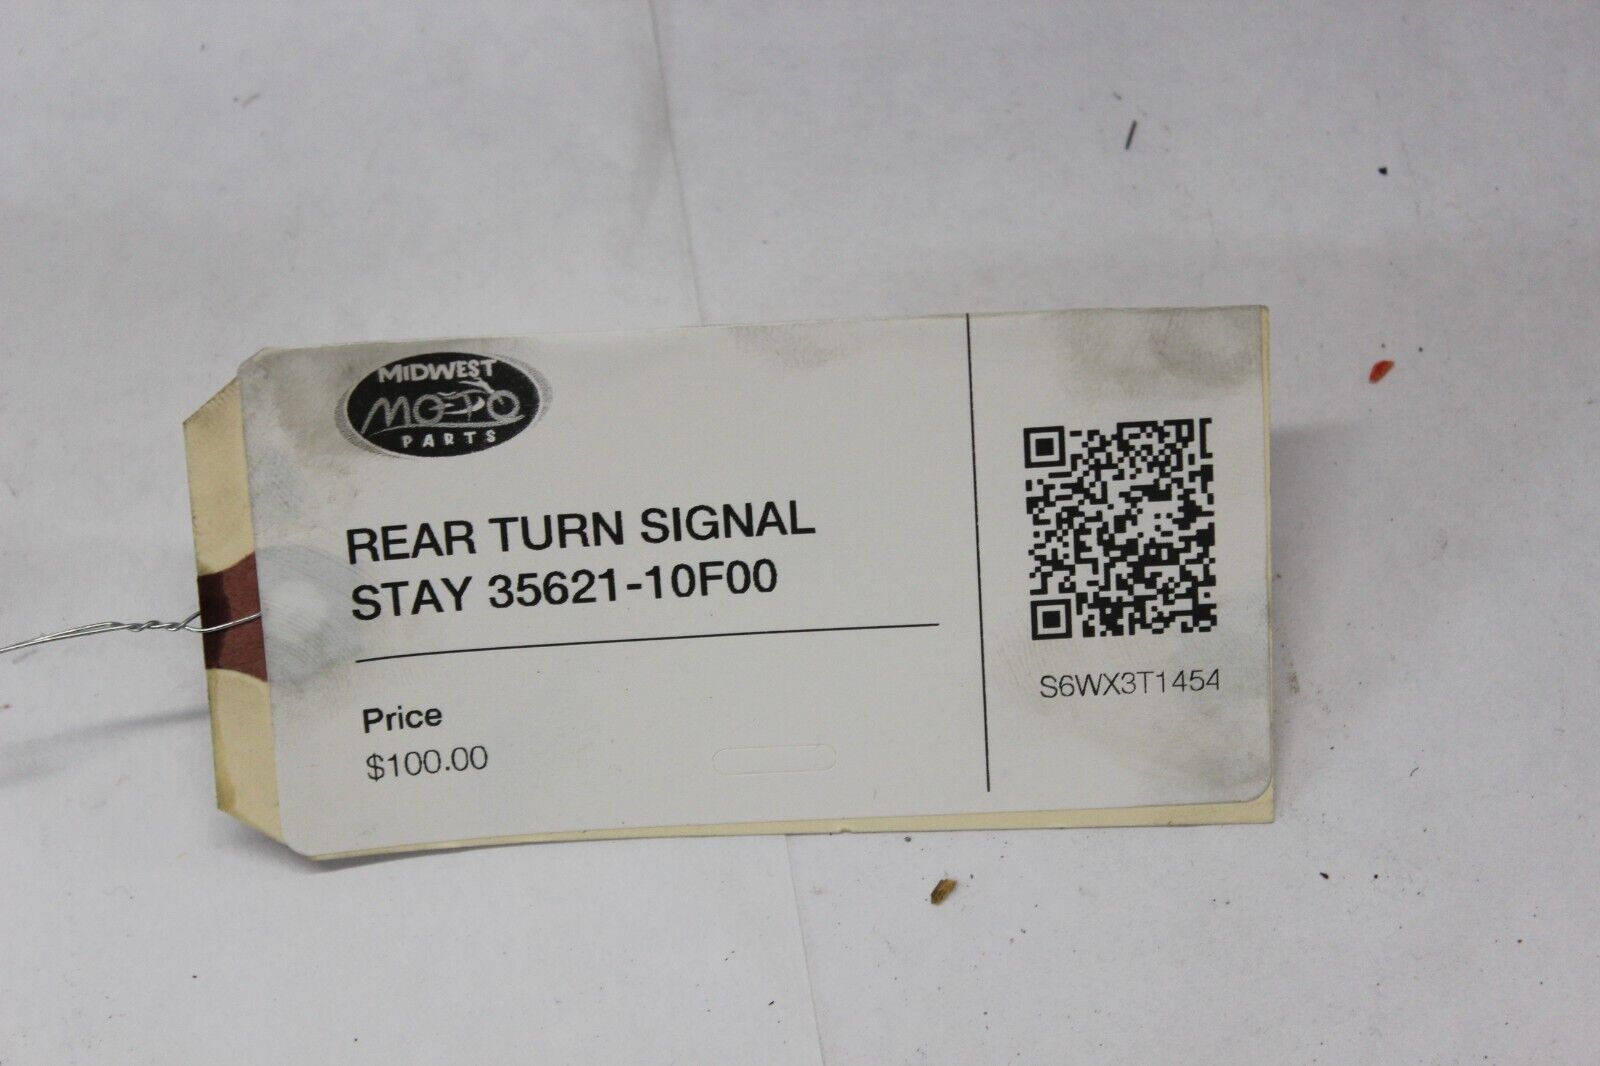 MIDWEST
MOTO
PARTS
REAR TURN SIGNAL
STAY 35621-10F00
Price
$100.00
S6WX3T1454